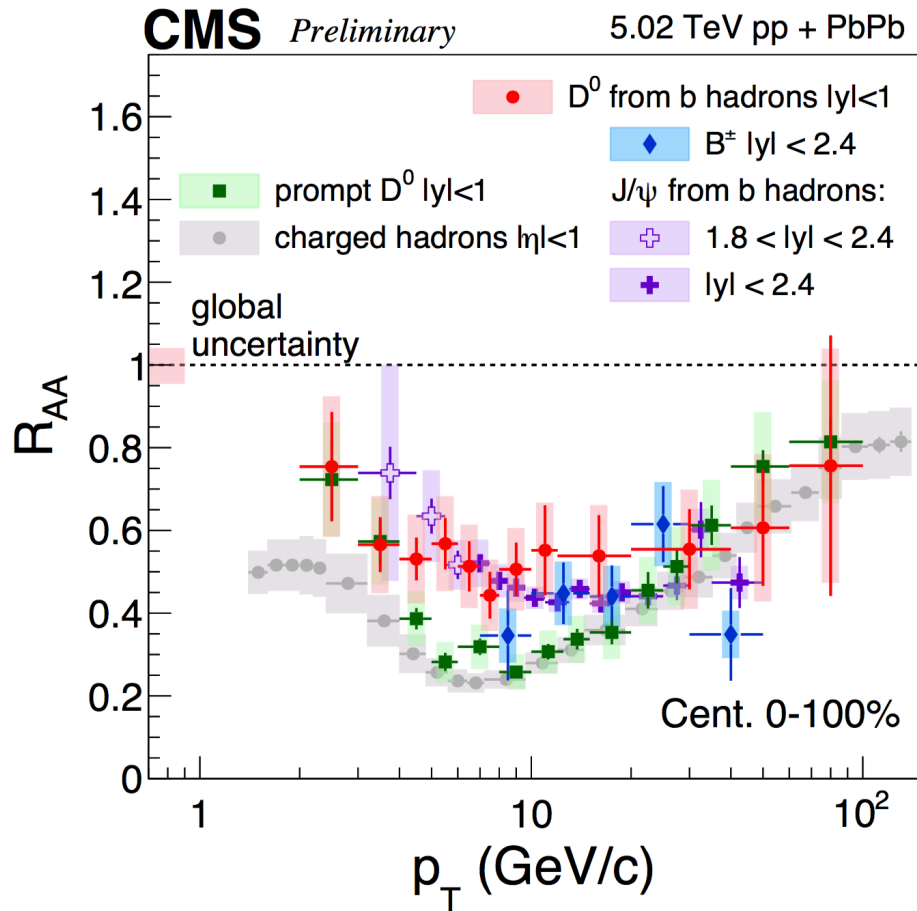 CMS Preliminary 5.02 TeV pp + PbPb
D⁰ from b hadrons |y|<1
B± |y| < 2.4
prompt D⁰ |y|<1
J/ψ from b hadrons:
charged hadrons |η|<1
1.8 < |y| < 2.4
|y| < 2.4
global
uncertainty
Cent. 0-100%
R_AA
1.6
1.4
1.2
1
0.8
0.6
0.4
0.2
0
1 10 10²
p_T (GeV/c)